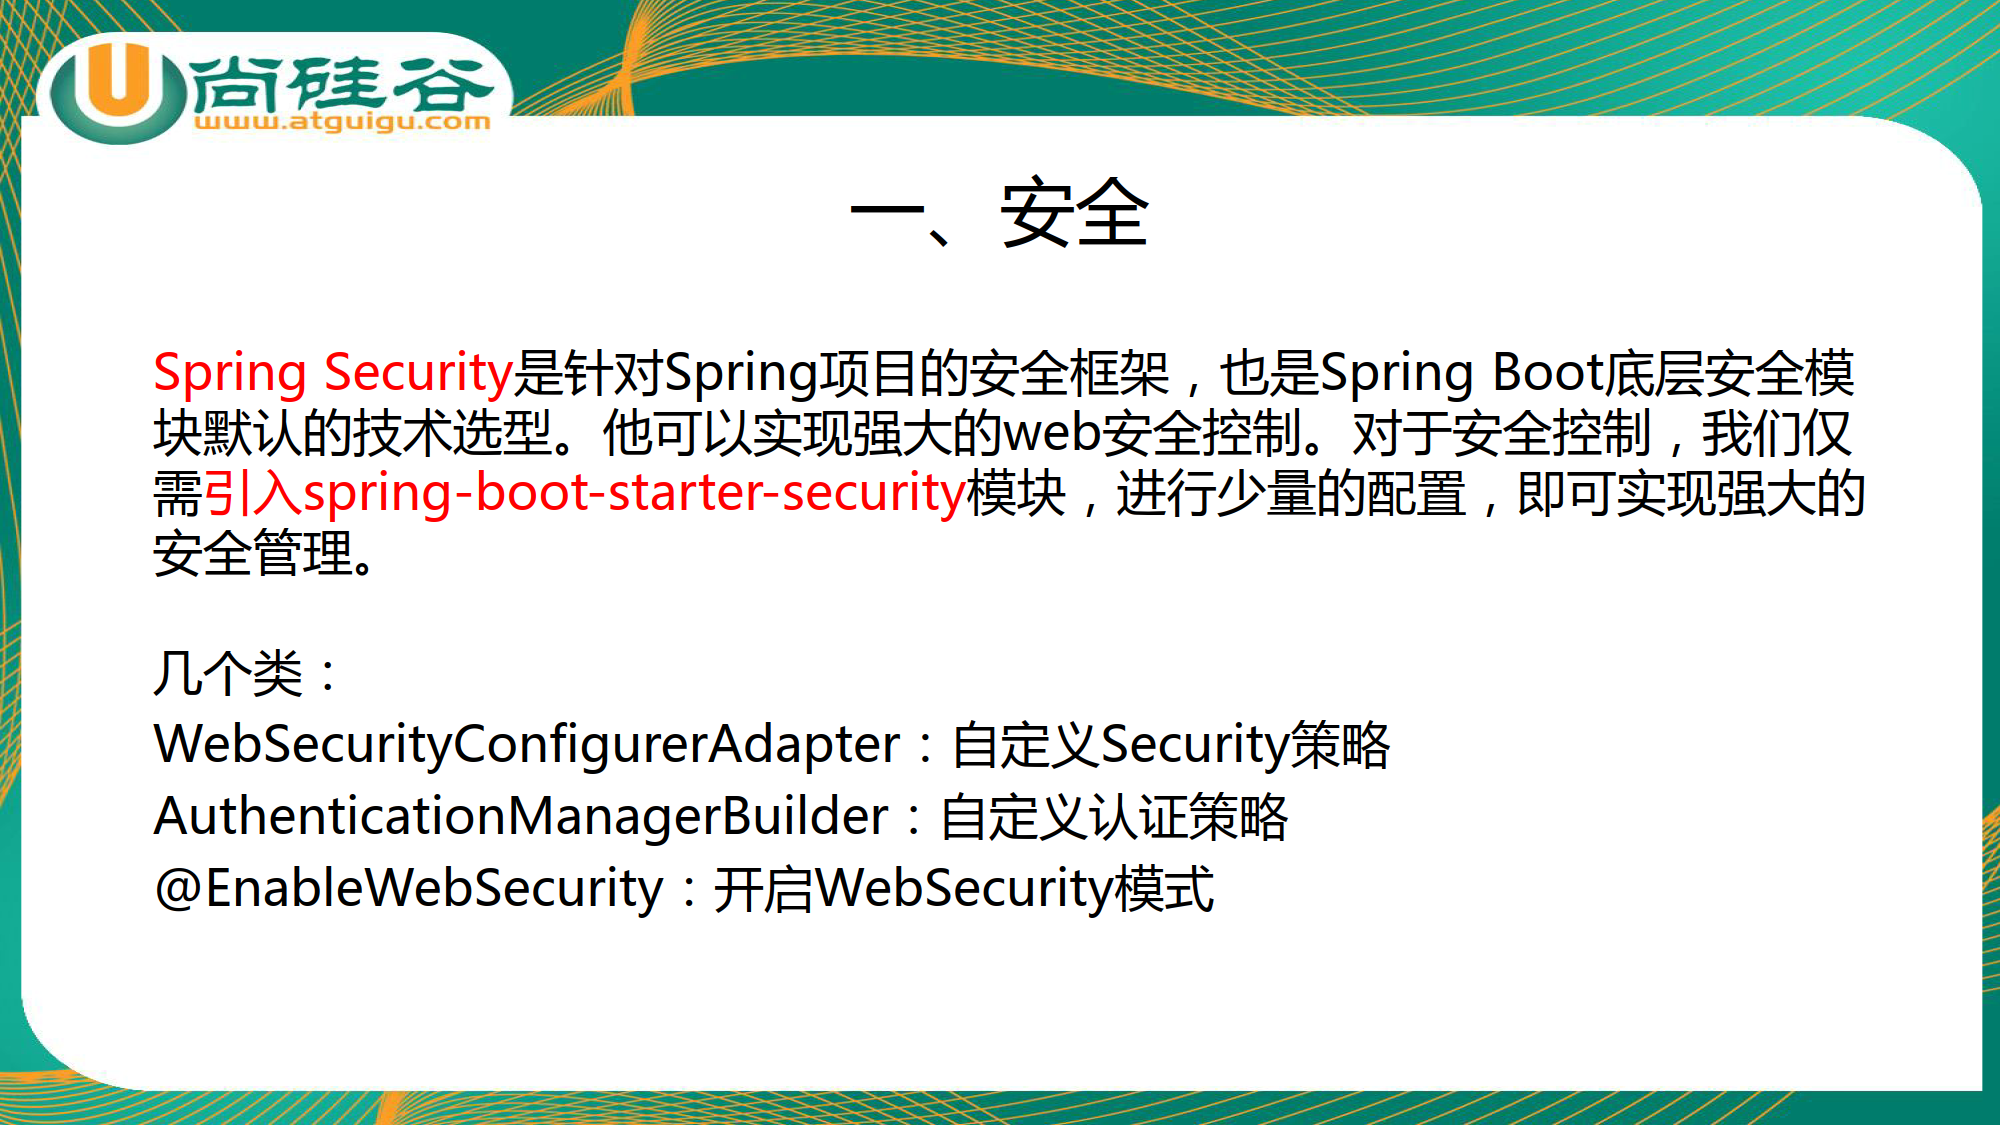 U尚硅谷
www.atguigu.com
一、安全
Spring Security是针对Spring项目的安全框架，也是Spring Boot底层安全模
块默认的技术选型。他可以实现强大的web安全控制。对于安全控制，我们仅
需引入spring-boot-starter-security模块，进行少量的配置，即可实现强大的
安全管理。
几个类：
WebSecurityConfigurerAdapter：自定义Security策略
AuthenticationManagerBuilder：自定义认证策略
@EnableWebSecurity：开启WebSecurity模式